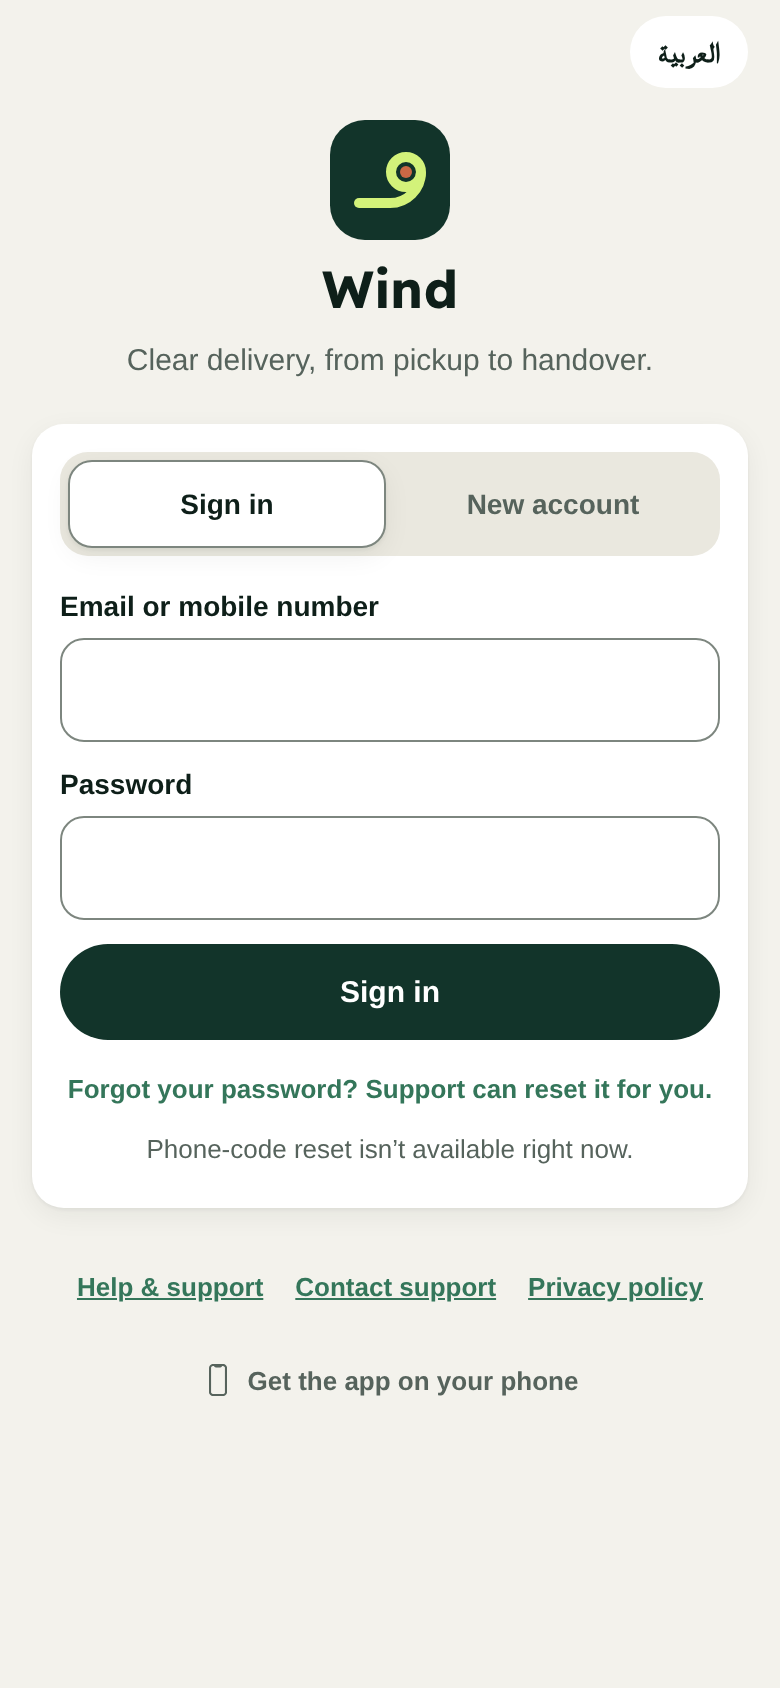 العربية
Wind
Clear delivery, from pickup to handover.
Sign in
New account
Email or mobile number
Password
Sign in
Forgot your password? Support can reset it for you.
Phone-code reset isn’t available right now.
Help & support
Contact support
Privacy policy
Get the app on your phone